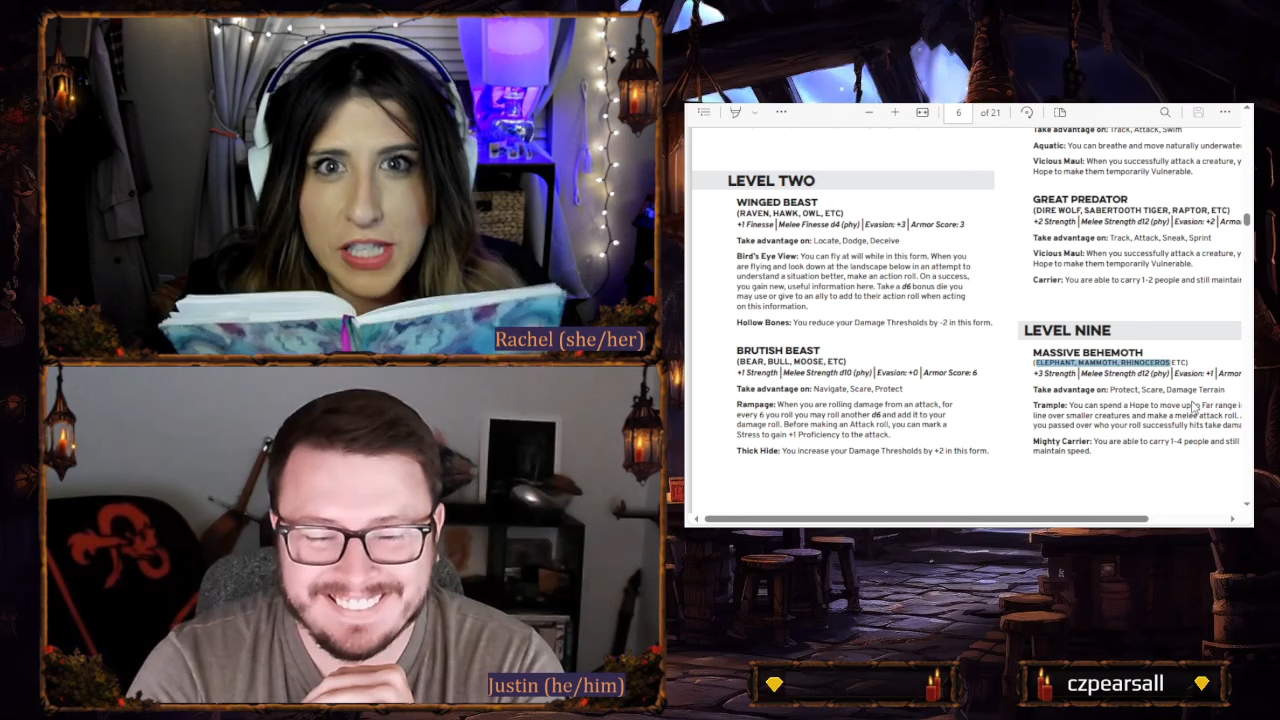 Rachel (she/her)
Justin (he/him)
6 of 21
LEVEL TWO
WINGED BEAST
(RAVEN, HAWK, OWL, ETC)
+1 Finesse | Melee Finesse d4 (phy) | Evasion: +3 | Armor Score: 3
Take advantage on: Locate, Dodge, Deceive
Bird's Eye View: You can fly at will while in this form. When you
are flying and look down at the landscape below in an attempt to
understand a situation better, make an action roll. On a success,
you gain new, useful information here. Take a d6 bonus die you
may use or give to an ally to add to their action roll when acting
on this information.
Hollow Bones: You reduce your Damage Thresholds by -2 in this form.
BRUTISH BEAST
(BEAR, BULL, MOOSE, ETC)
+1 Strength | Melee Strength d10 (phy) | Evasion: +0 | Armor Score: 6
Take advantage on: Navigate, Scare, Protect
Rampage: When you are rolling damage from an attack, for
every 6 you roll you may roll another d6 and add it to your
damage roll. Before making an Attack roll, you can mark a
Stress to gain +1 Proficiency to the attack.
Thick Hide: You increase your Damage Thresholds by +2 in this form.
Take advantage on: Track, Attack, Swim
Aquatic: You can breathe and move naturally underwater
Vicious Maul: When you successfully attack a creature, y
Hope to make them temporarily Vulnerable.
GREAT PREDATOR
(DIRE WOLF, SABERTOOTH TIGER, RAPTOR, ETC)
+2 Strength | Melee Strength d12 (phy) | Evasion: +2 | Armo
Take advantage on: Track, Attack, Sneak, Sprint
Vicious Maul: When you successfully attack a creature, y
Hope to make them temporarily Vulnerable.
Carrier: You are able to carry 1-2 people and still maintai
LEVEL NINE
MASSIVE BEHEMOTH
(ELEPHANT, MAMMOTH, RHINOCEROS ETC)
+3 Strength | Melee Strength d12 (phy) | Evasion: +1 | Armor
Take advantage on: Protect, Scare, Damage Terrain
Trample: You can spend a Hope to move up Far range i
line over smaller creatures and make a melee attack roll.
you passed over who your roll successfully hits take dama
Mighty Carrier: You are able to carry 1-4 people and still
maintain speed.
czpearsall